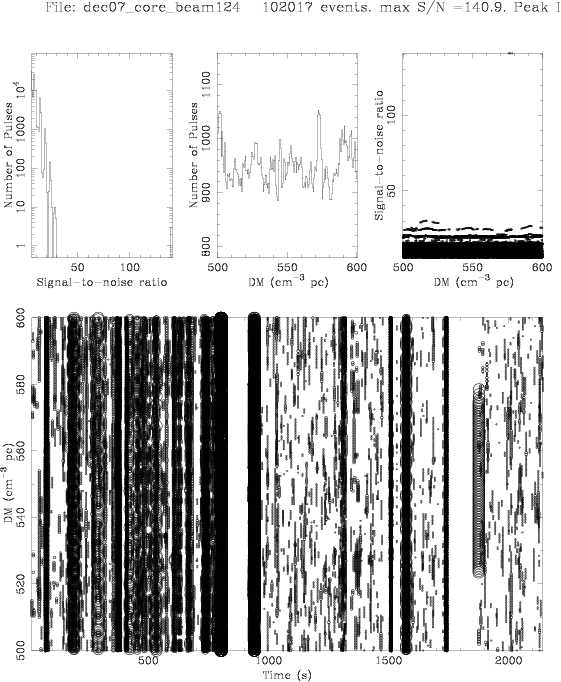 File: dec07_core_beam124 102017 events. max S/N =140.9. Peak I
Number of Pulses
1 10 100 1000 10^4
50 100
Signal-to-noise ratio
Number of Pulses
800 900 1000 1100
500 550 600
DM (cm^-3 pc)
Signal-to-noise ratio
50 100
500 550 600
DM (cm^-3 pc)
DM (cm^-3 pc)
500 520 540 560 580 600
500 1000 1500 2000
Time (s)